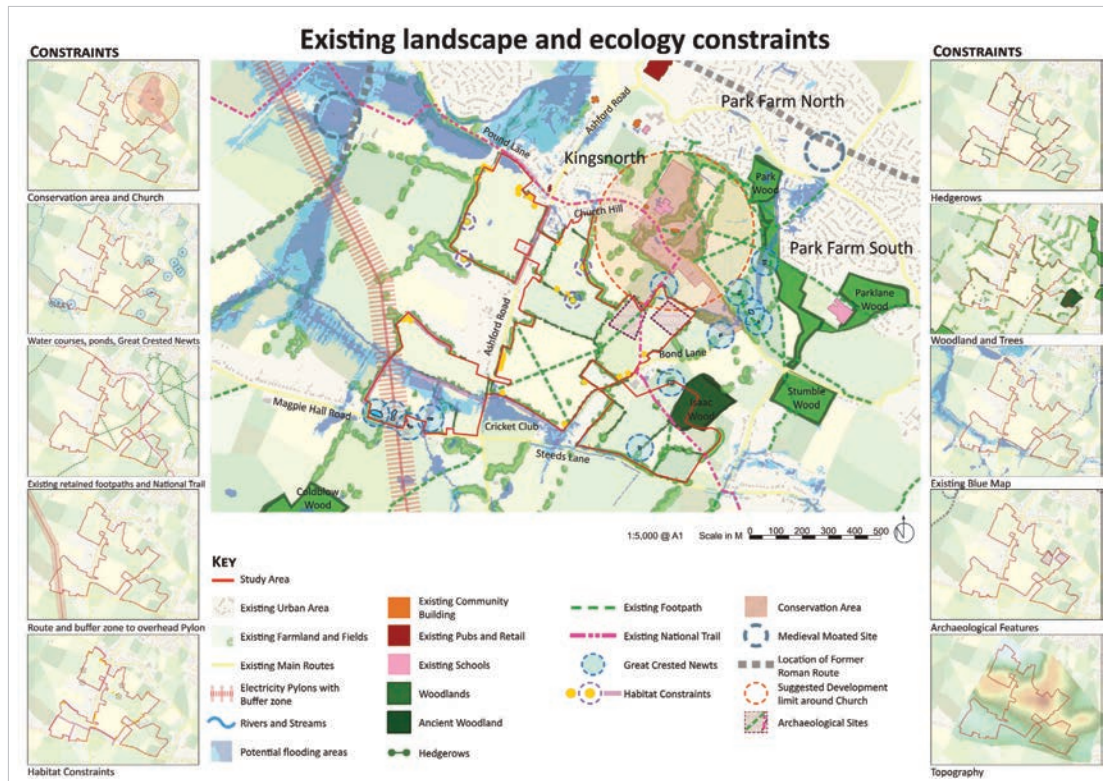 Existing landscape and ecology constraints
CONSTRAINTS
Conservation area and Church
Water courses, ponds, Great Crested Newts
Existing retained footpaths and National Trail
Route and buffer zone to overhead Pylon
Habitat Constraints
Park Farm North
Ashford Road
Pound Lane
Kingsnorth
Park
Wood
Church Hill
Park Farm South
Parklane
Wood
Ashford Road
Bond Lane
Isaac
Wood
Stumble
Wood
Magpie Hall Road
Cricket Club
Steeds Lane
Coldblow
Wood
1:5,000 @ A1 Scale in M 0 100 200 300 400 500
N
KEY
Study Area
Existing Urban Area
Existing Farmland and Fields
Existing Main Routes
Electricity Pylons with
Buffer zone
Rivers and Streams
Potential flooding areas
Existing Community
Building
Existing Pubs and Retail
Existing Schools
Woodlands
Ancient Woodland
Hedgerows
Existing Footpath
Existing National Trail
Great Crested Newts
Habitat Constraints
Conservation Area
Medieval Moated Site
Location of Former
Roman Route
Suggested Development
limit around Church
Archaeological Sites
CONSTRAINTS
Hedgerows
Woodland and Trees
Existing Blue Map
Archaeological Features
Topography